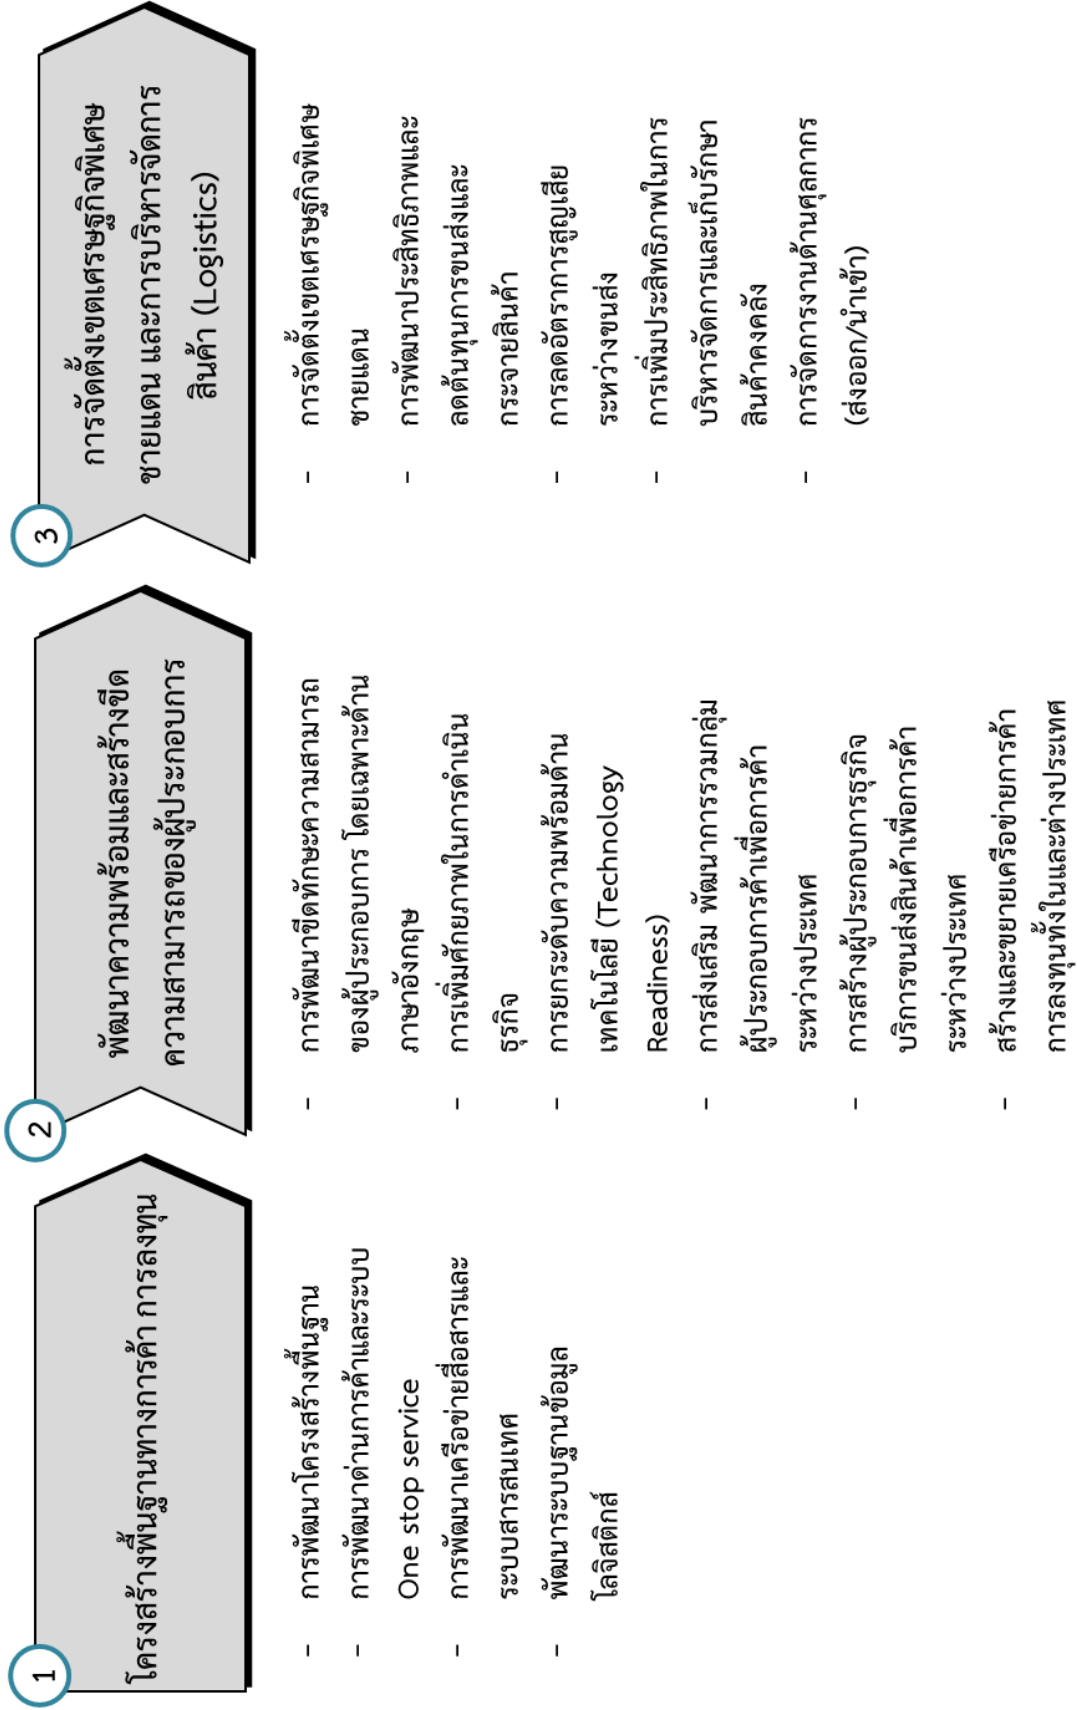 1
โครงสร้างพื้นฐานทางการค้า การลงทุน
- การพัฒนาโครงสร้างพื้นฐาน
- การพัฒนาด่านการค้าและระบบ
One stop service
- การพัฒนาเครือข่ายสื่อสารและ
ระบบสารสนเทศ
- พัฒนาระบบฐานข้อมูล
โลจิสติกส์
2
พัฒนาความพร้อมและสร้างขีด
ความสามารถของผู้ประกอบการ
- การพัฒนาขีดทักษะความสามารถ
ของผู้ประกอบการ โดยเฉพาะด้าน
ภาษาอังกฤษ
- การเพิ่มศักยภาพในการดำเนิน
ธุรกิจ
- การยกระดับความพร้อมด้าน
เทคโนโลยี (Technology
Readiness)
- การส่งเสริม พัฒนาการรวมกลุ่ม
ผู้ประกอบการค้าเพื่อการค้า
ระหว่างประเทศ
- การสร้างผู้ประกอบการธุรกิจ
บริการขนส่งสินค้าเพื่อการค้า
ระหว่างประเทศ
- สร้างและขยายเครือข่ายการค้า
การลงทุนทั้งในและต่างประเทศ
3
การจัดตั้งเขตเศรษฐกิจพิเศษ
ชายแดน และการบริหารจัดการ
สินค้า (Logistics)
- การจัดตั้งเขตเศรษฐกิจพิเศษ
ชายแดน
- การพัฒนาประสิทธิภาพและ
ลดต้นทุนการขนส่งและ
กระจายสินค้า
- การลดอัตราการสูญเสีย
ระหว่างขนส่ง
- การเพิ่มประสิทธิภาพในการ
บริหารจัดการและเก็บรักษา
สินค้าคงคลัง
- การจัดการงานด้านศุลกากร
(ส่งออก/นำเข้า)